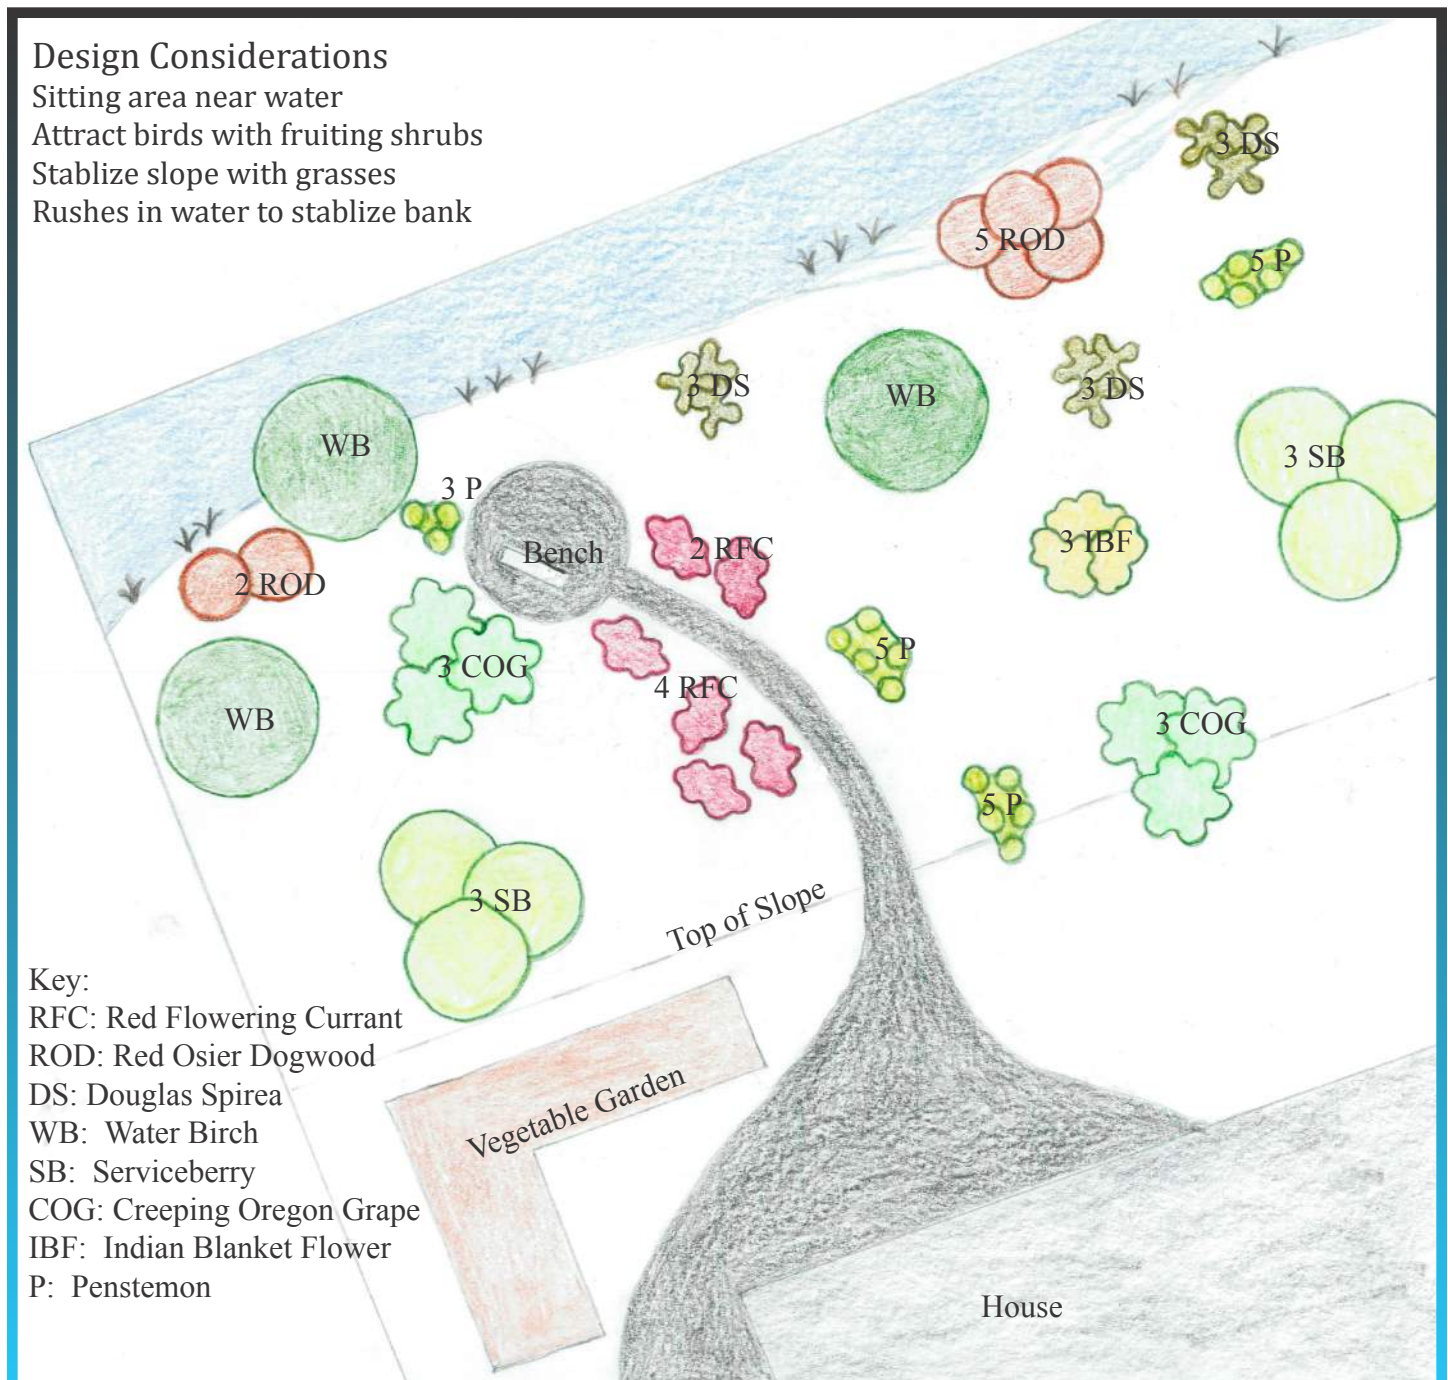 Design Considerations
Sitting area near water
Attract birds with fruiting shrubs
Stablize slope with grasses
Rushes in water to stablize bank
3 DS
5 ROD
5 P
3 DS
WB
3 DS
WB
3 SB
3 P
Bench
2 RFC
3 IBF
2 ROD
5 P
3 COG
4 RFC
WB
3 COG
5 P
3 SB
Top of Slope
Vegetable Garden
House
Key:
RFC: Red Flowering Currant
ROD: Red Osier Dogwood
DS: Douglas Spirea
WB: Water Birch
SB: Serviceberry
COG: Creeping Oregon Grape
IBF: Indian Blanket Flower
P: Penstemon